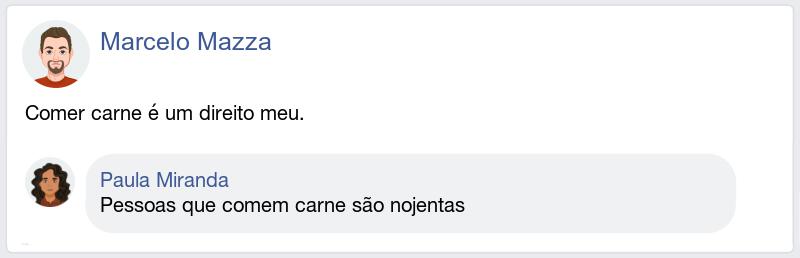 Marcelo Mazza
Comer carne é um direito meu.
Paula Miranda
Pessoas que comem carne são nojentas